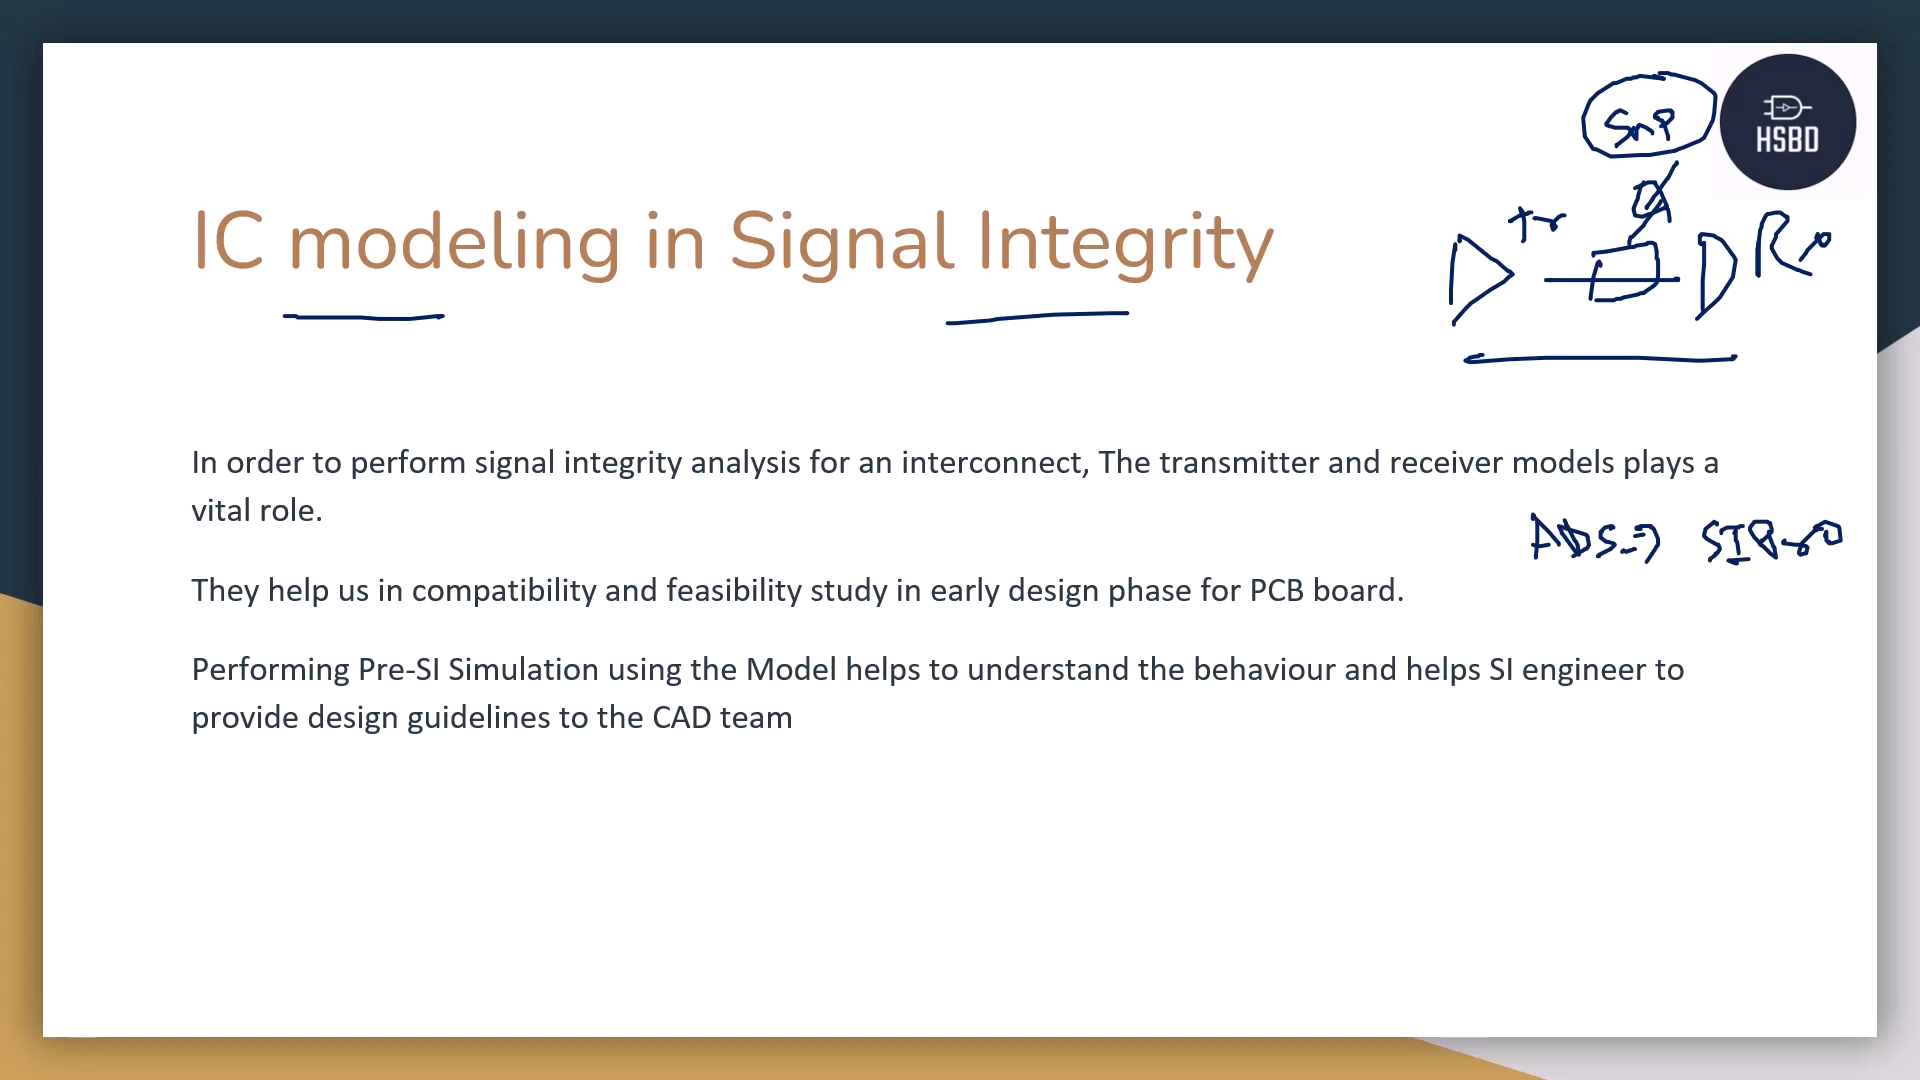 SnP
HSBD
IC modeling in Signal Integrity
Tr
In order to perform signal integrity analysis for an interconnect, The transmitter and receiver models plays a
vital role.
ADS
They help us in compatibility and feasibility study in early design phase for PCB board.
Performing Pre-SI Simulation using the Model helps to understand the behaviour and helps SI engineer to
provide design guidelines to the CAD team